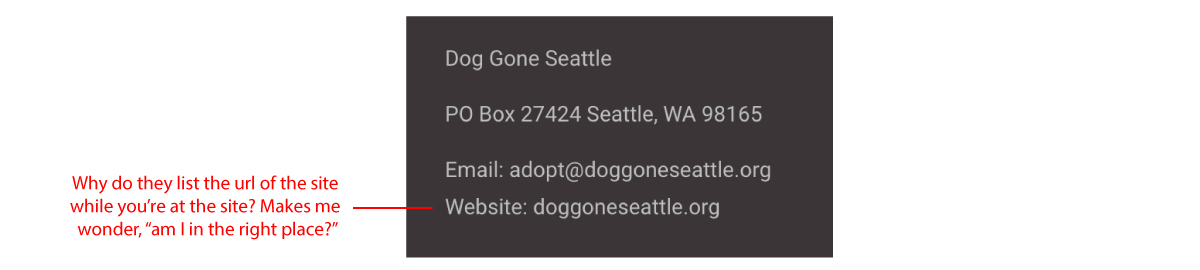 Dog Gone Seattle
PO Box 27424 Seattle, WA 98165
Email: adopt@doggoneseattle.org
Website: doggoneseattle.org
Why do they list the url of the site
while you’re at the site? Makes me
wonder, “am I in the right place?”